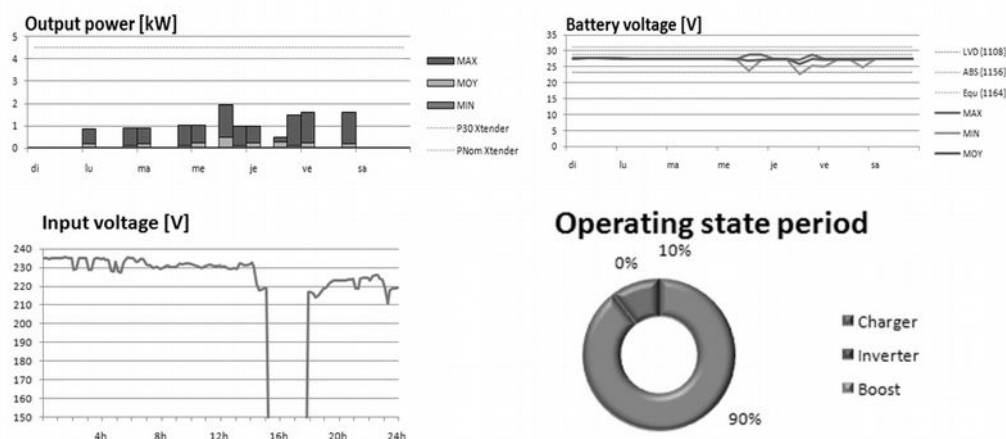 Output power [kW]
5
4
3
2
1
0
di lu ma me je ve sa
MAX
MOY
MIN
P30 Xtender
PNom Xtender
Battery voltage [V]
35
30
25
20
15
10
5
0
di lu ma me je ve sa
LVD {1108)
ABS {1156)
Equ {1164)
MAX
MIN
MOY
Input voltage [V]
240
230
220
210
200
190
180
170
160
150
4h 8h 12h 16h 20h 24h
Operating state period
0% 10%
90%
Charger
Inverter
Boost